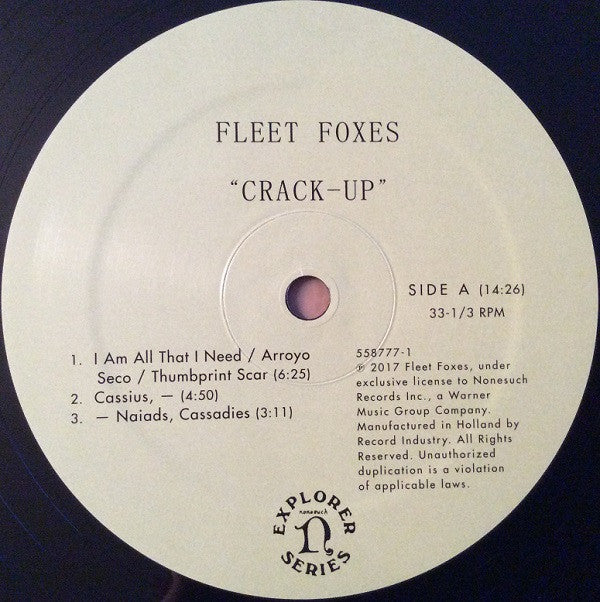 FLEET FOXES
“CRACK-UP”
SIDE A (14:26)
33-1/3 RPM
1. I Am All That I Need / Arroyo
Seco / Thumbprint Scar (6:25)
2. Cassius, — (4:50)
3. — Naiads, Cassadies (3:11)
558777-1
℗ 2017 Fleet Foxes, under
exclusive license to Nonesuch
Records Inc., a Warner
Music Group Company.
Manufactured in Holland by
Record Industry. All Rights
Reserved. Unauthorized
duplication is a violation
of applicable laws.
EXPLORER
nonesuch
n
SERIES